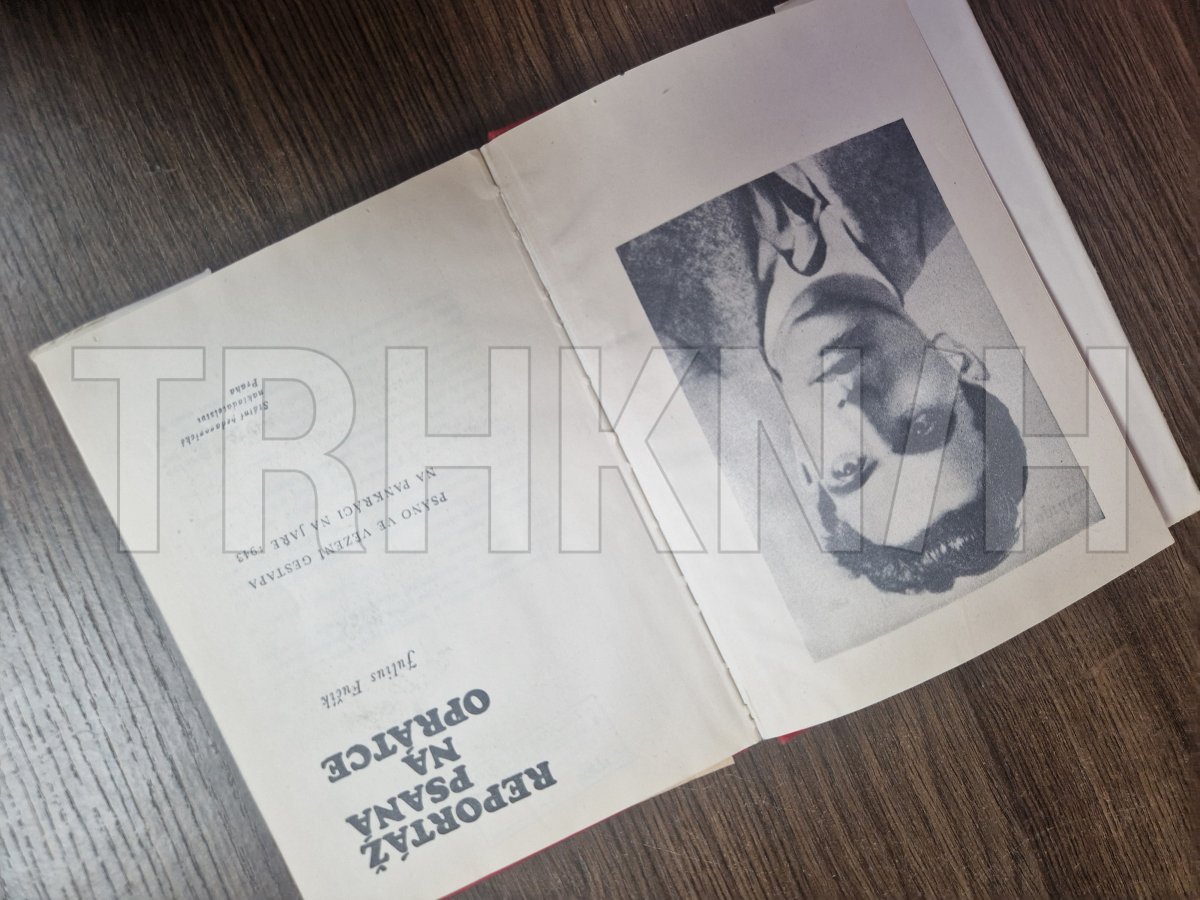 REPORTÁŽ
PSANÁ
NA
OPRÁTCE
Julius Fučík
PSÁNO VE VĚZENÍ GESTAPA
NA PANKRÁCI NA JAŘE 1943
Státní pedagogické
nakladatelství
Praha
TRHKNIH